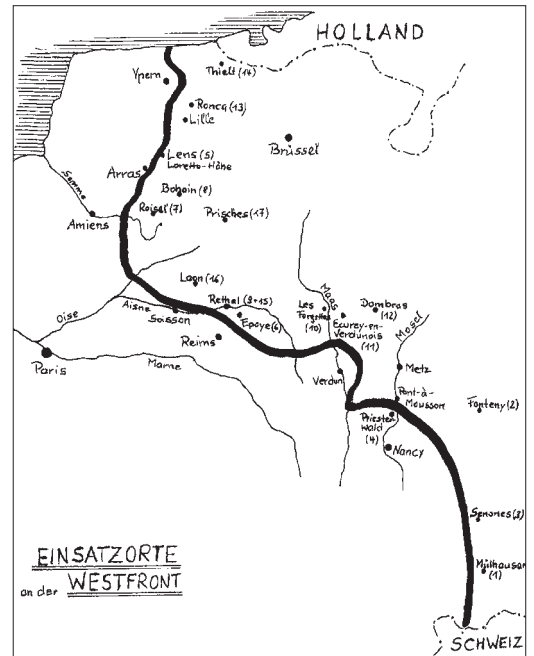 HOLLAND
Thielt (14)
Ypern
Roncq (13)
Lille
Brüssel
Lens (5)
Loretto-Höhe
Arras
Bohain (8)
Somme
Roisel (7)
Prisches (17)
Amiens
Laon (16)
Maas
Rethel (9+15)
Les
Forgettes
(10)
Dombras
(12)
Mosel
Aisne
Oise
Soisson
Epoye (6)
Ecurey-en-
Verdunois
(11)
Reims
Paris
Marne
Verdun
Metz
Pont-à-
Mousson
Fonteny (2)
Priester
Wald
(4)
Nancy
Senones (3)
EINSATZORTE
an der WESTFRONT
Mülhausen
(1)
SCHWEIZ